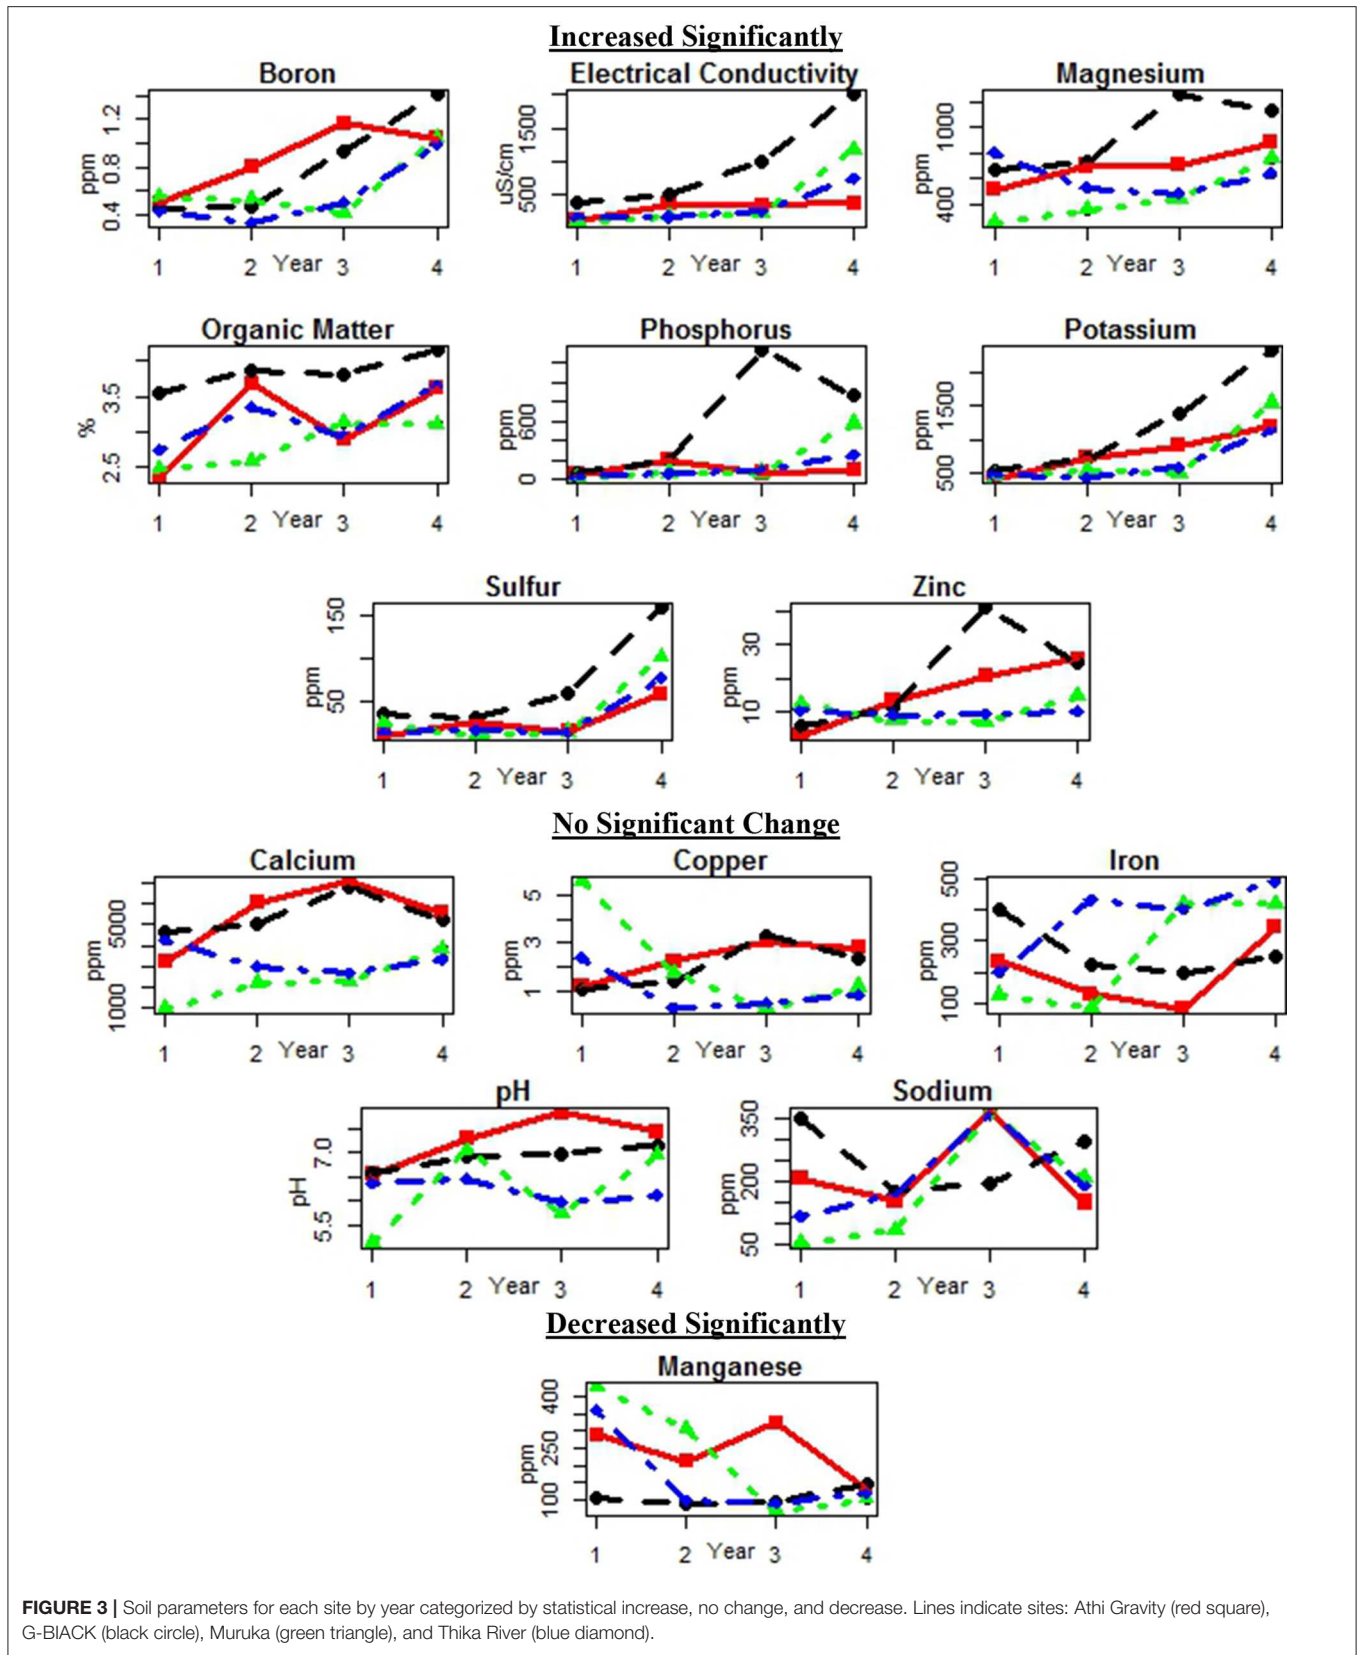 Increased Significantly
Boron
ppm
0.4 0.8 1.2
1 2 Year 3 4
Electrical Conductivity
uS/cm
500 1500
1 2 Year 3 4
Magnesium
ppm
400 1000
1 2 Year 3 4
Organic Matter
%
2.5 3.5
1 2 Year 3 4
Phosphorus
ppm
0 600
1 2 Year 3 4
Potassium
ppm
500 1500
1 2 Year 3 4
Sulfur
ppm
50 150
1 2 Year 3 4
Zinc
ppm
10 30
1 2 Year 3 4
No Significant Change
Calcium
ppm
1000 5000
1 2 Year 3 4
Copper
ppm
1 3 5
1 2 Year 3 4
Iron
ppm
100 300 500
1 2 Year 3 4
pH
pH
5.5 7.0
1 2 Year 3 4
Sodium
ppm
50 200 350
1 2 Year 3 4
Decreased Significantly
Manganese
ppm
100 250 400
1 2 Year 3 4
FIGURE 3 | Soil parameters for each site by year categorized by statistical increase, no change, and decrease. Lines indicate sites: Athi Gravity (red square),
G-BIACK (black circle), Muruka (green triangle), and Thika River (blue diamond).